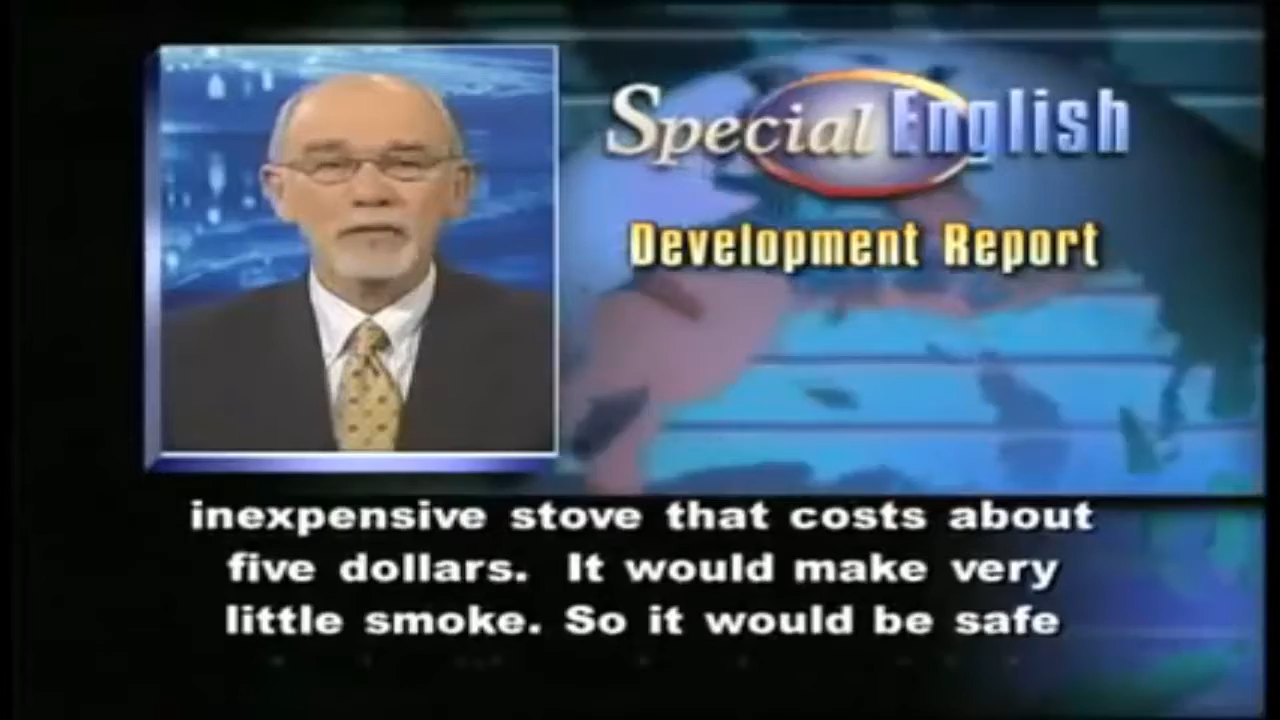 Special English
Development Report
inexpensive stove that costs about
five dollars. It would make very
little smoke. So it would be safe